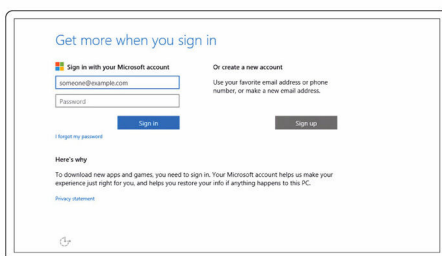 Get more when you sign in
Sign in with your Microsoft account
someone@example.com
Password
Sign in
I forgot my password
Or create a new account
Use your favorite email address or phone
number, or make a new email address.
Sign up
Here's why
To download new apps and games, you need to sign in. Your Microsoft account helps us make your
experience just right for you, and helps you restore your info if anything happens to this PC.
Privacy statement